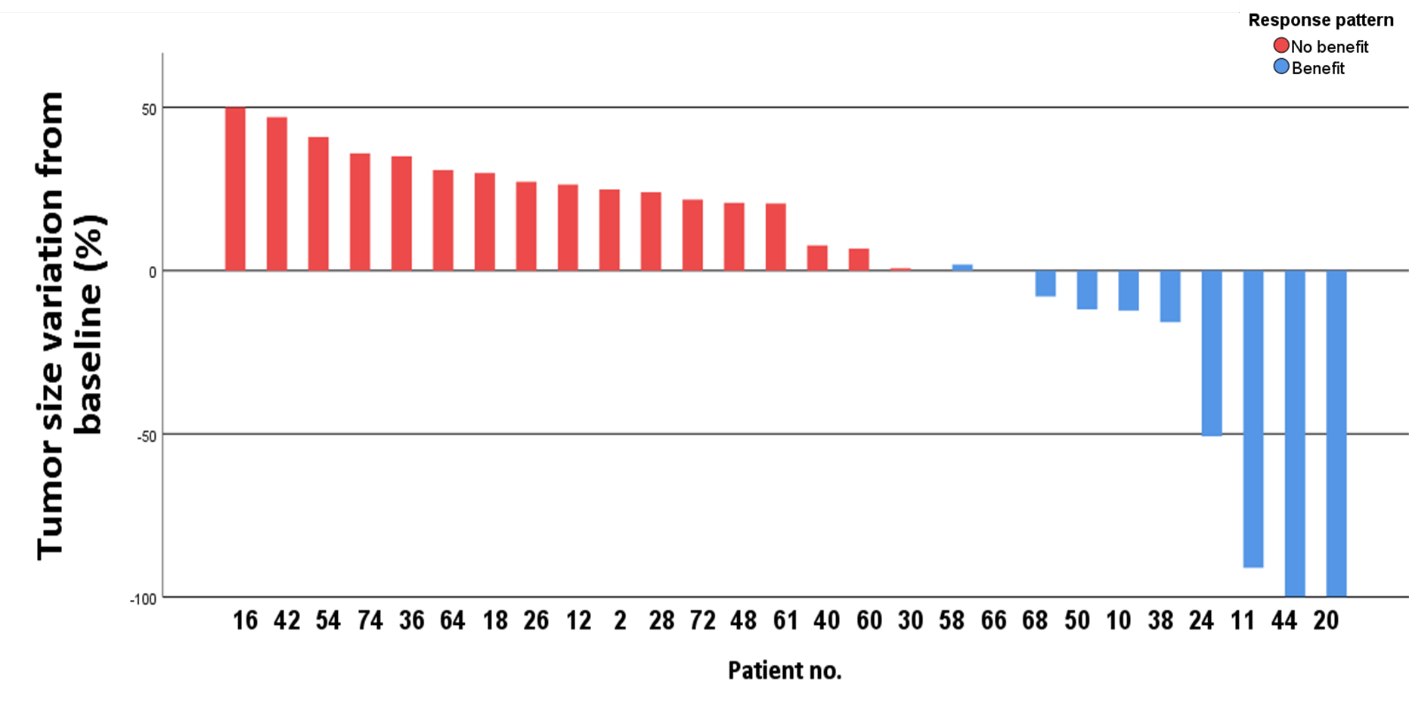 Response pattern
No benefit
Benefit
Tumor size variation from
baseline (%)
50
0
-50
-100
16 42 54 74 36 64 18 26 12 2 28 72 48 61 40 60 30 58 66 68 50 10 38 24 11 44 20
Patient no.